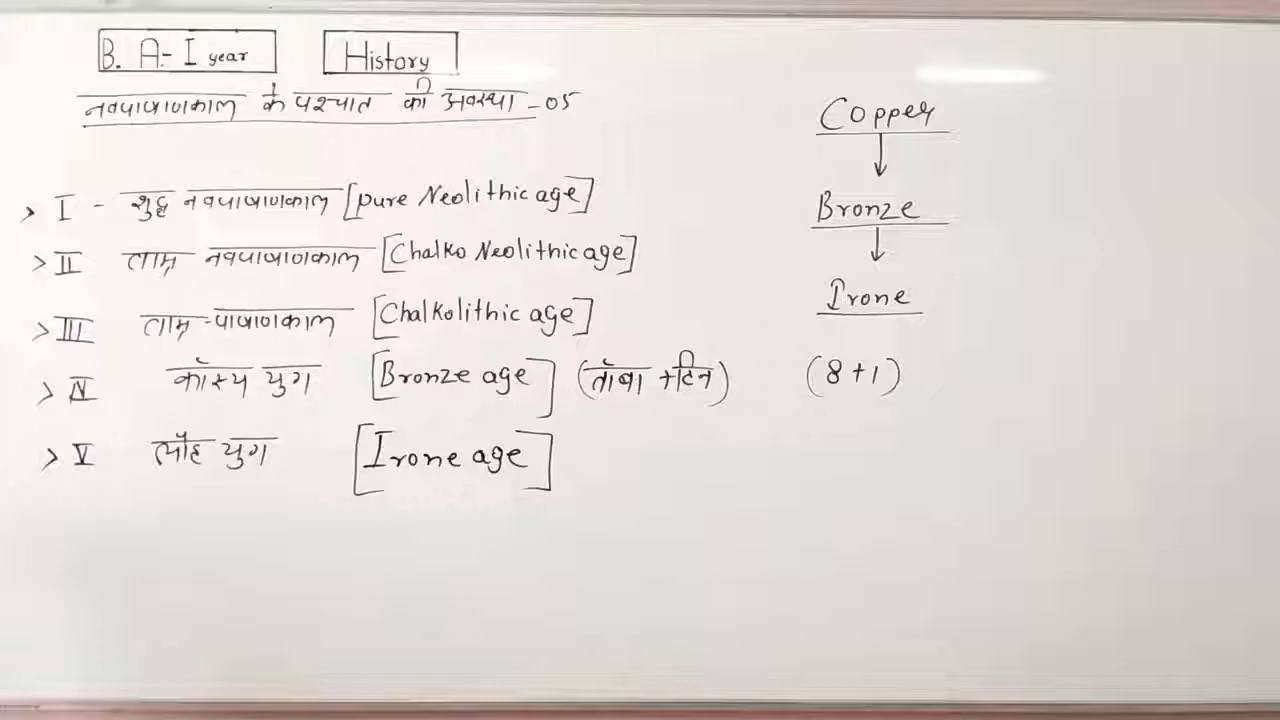 B. A.- I year
History
नवपाषाणकाल के पश्चात की अवस्था - 05
> I - शुद्ध नवपाषाणकाल [pure Neolithic age]
> II ताम्र नवपाषाणकाल [Chalko Neolithic age]
> III ताम्र-पाषाणकाल [Chalkolithic age]
> IV काँस्य युग [Bronze age] (ताँबा + टिन)
> V लौह युग [Irone age]
Copper
↓
Bronze
↓
Irone
(8+1)